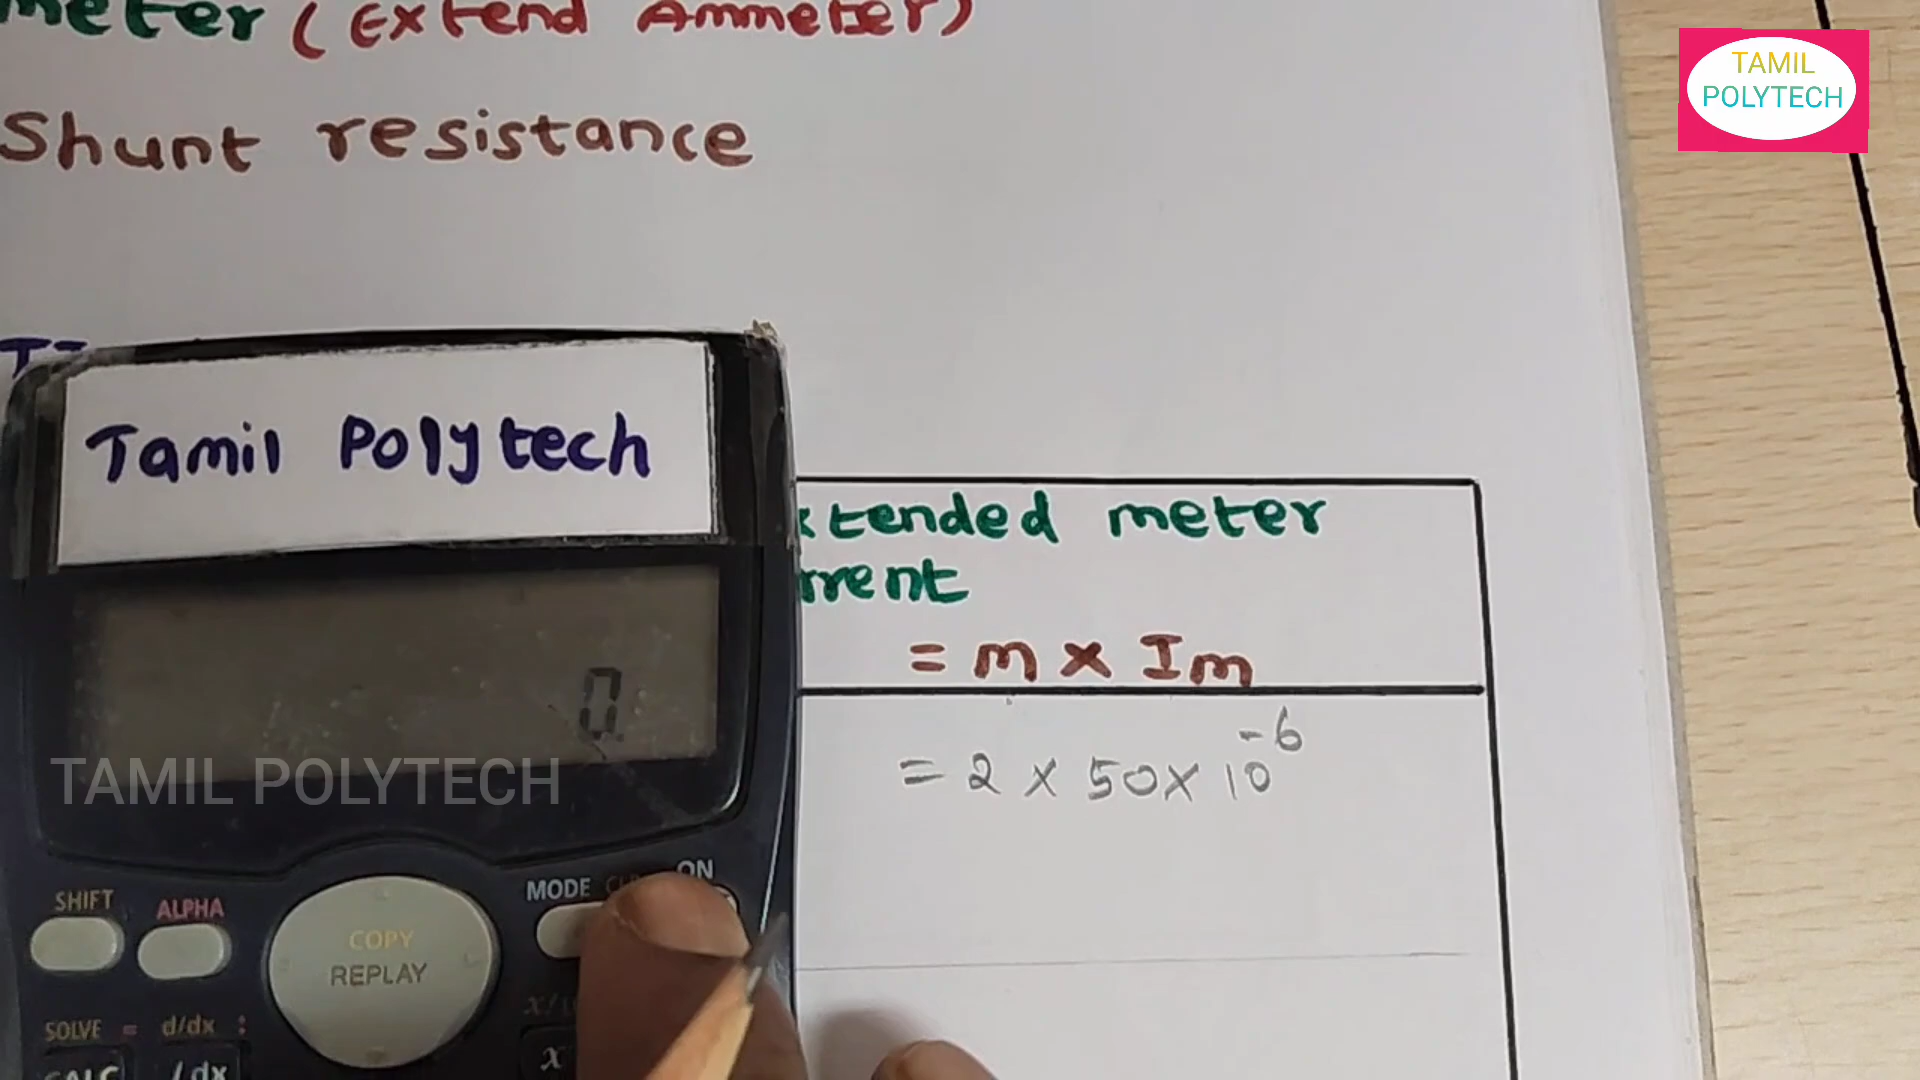 meter (Extend Ammeter)
TAMIL
POLYTECH
Shunt resistance
Tamil Polytech
xtended meter
rrent
= m × Im
= 2 × 50 × 10⁻⁶
0.
TAMIL POLYTECH
SHIFT ALPHA MODE ON
COPY
REPLAY
SOLVE = d/dx :